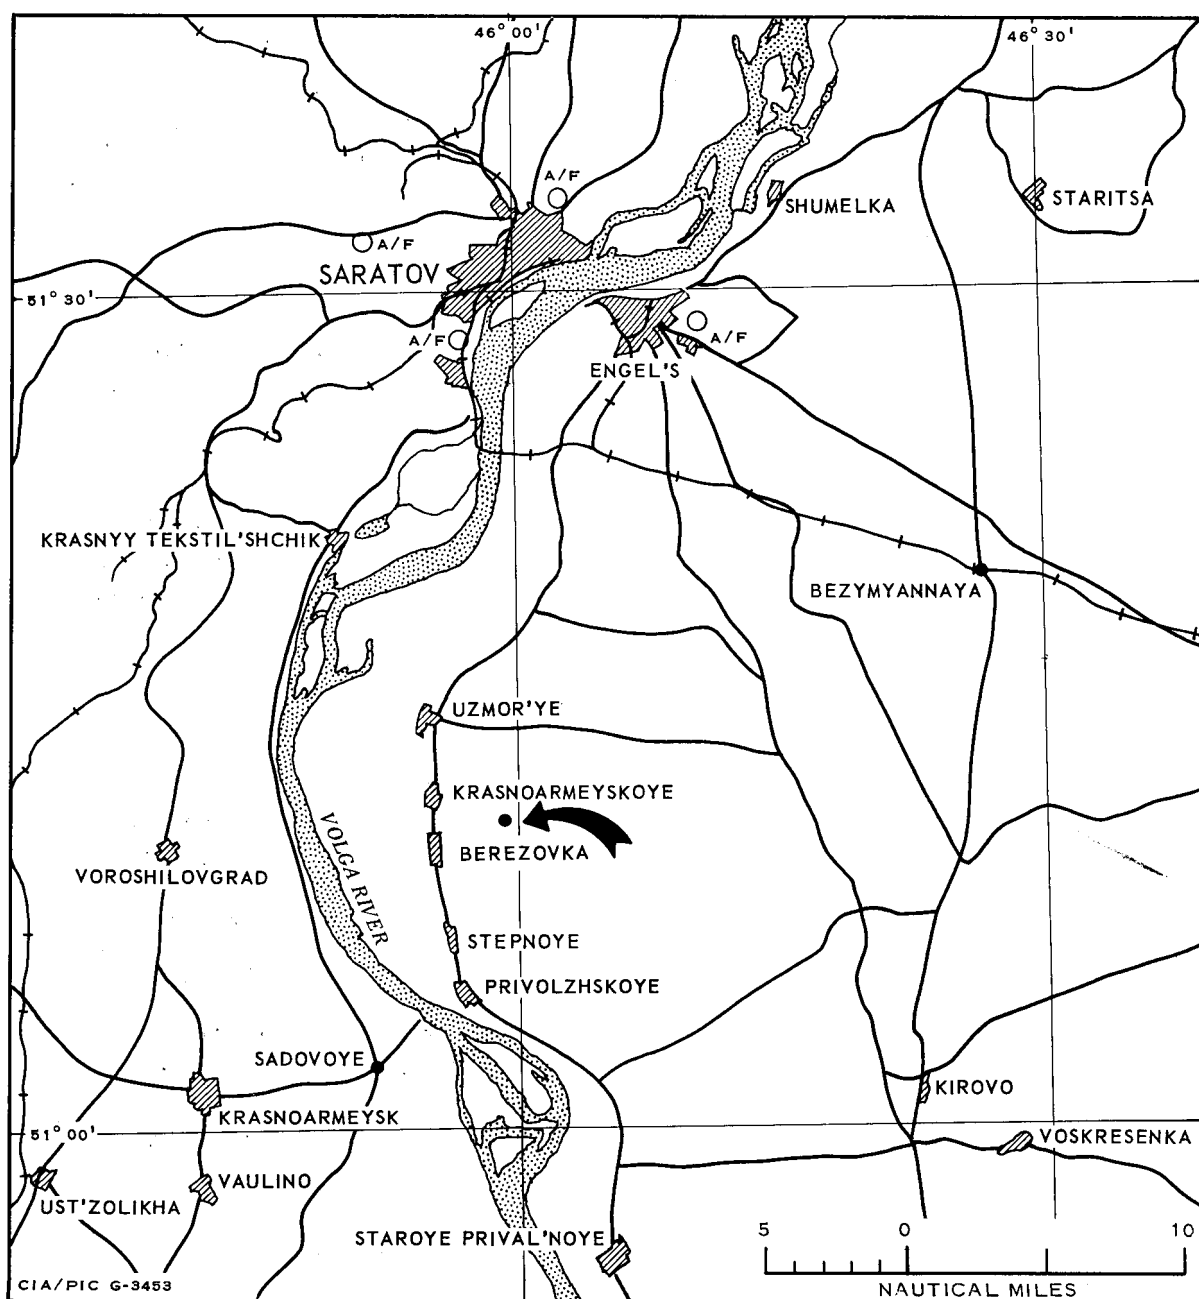 46° 00'
46° 30'
A/F
SHUMELKA
STARITSA
A/F
SARATOV
51° 30'
A/F
A/F
ENGEL'S
KRASNYY TEKSTIL'SHCHIK
BEZYMYANNAYA
UZMOR'YE
KRASNOARMEYSKOYE
VOLGA RIVER
BEREZOVKA
VOROSHILOVGRAD
STEPNOYE
PRIVOLZHSKOYE
SADOVOYE
KIROVO
KRASNOARMEYSK
51° 00'
VOSKRESENKA
VAULINO
UST'ZOLIKHA
STAROYE PRIVAL'NOYE
5 0 10
NAUTICAL MILES
CIA/PIC G-3453